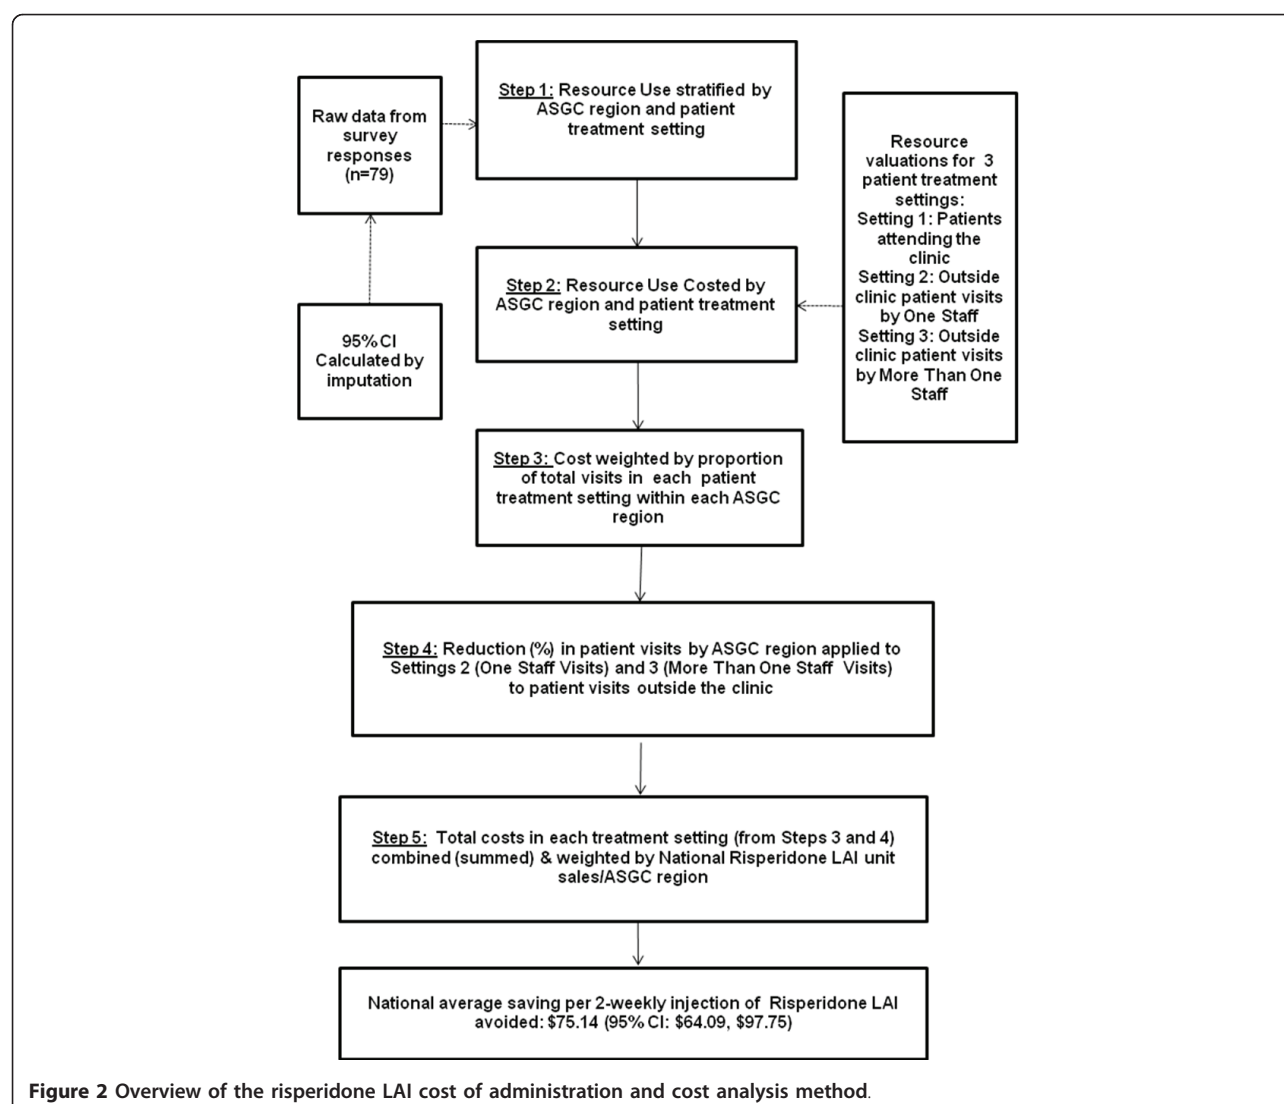 Step 1: Resource Use stratified by
ASGC region and patient
treatment setting
Raw data from
survey
responses
(n=79)
Resource
valuations for 3
patient treatment
settings:
Setting 1: Patients
attending the
clinic
Setting 2: Outside
clinic patient visits
by One Staff
Setting 3: Outside
clinic patient visits
by More Than One
Staff
Step 2: Resource Use Costed by
ASGC region and patient treatment
setting
95% CI
Calculated by
imputation
Step 3: Cost weighted by proportion
of total visits in each patient
treatment setting within each ASGC
region
Step 4: Reduction (%) in patient visits by ASGC region applied to
Settings 2 (One Staff Visits) and 3 (More Than One Staff Visits)
to patient visits outside the clinic
Step 5: Total costs in each treatment setting (from Steps 3 and 4)
combined (summed) & weighted by National Risperidone LAI unit
sales/ASGC region
National average saving per 2-weekly injection of Risperidone LAI
avoided: $75.14 (95% CI: $64.09, $97.75)
Figure 2 Overview of the risperidone LAI cost of administration and cost analysis method.